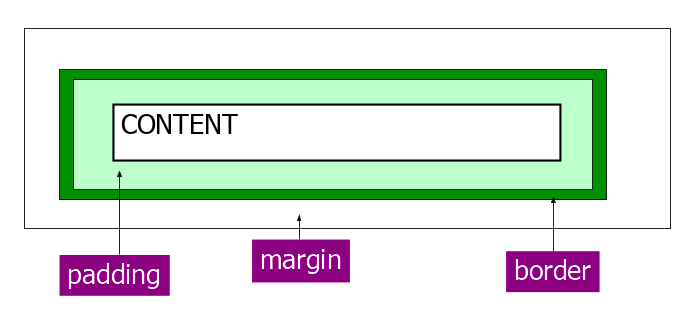 CONTENT
padding
margin
border